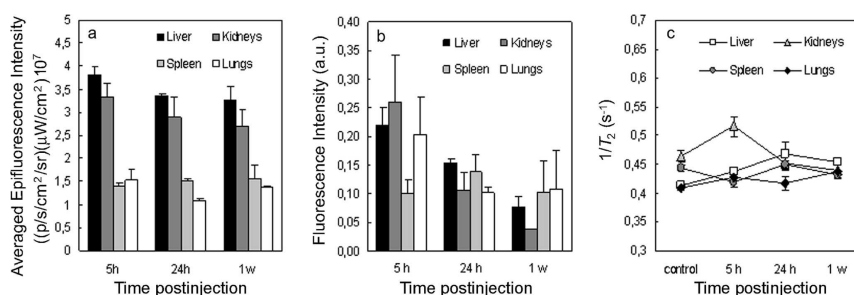 a
Liver
Kidneys
Spleen
Lungs
Averaged Epifluorescence Intensity
((p/s/cm²/sr)(µW/cm²)10⁷
5
4,5
4
3,5
3
2,5
2
1,5
1
0,5
0
5h
24h
1w
Time postinjection
b
Liver
Kidneys
Spleen
Lungs
Fluorescence Intensity (a.u.)
0,40
0,35
0,30
0,25
0,20
0,15
0,10
0,05
0,00
5 h
24 h
1 w
Time postinjection
c
Liver
Kidneys
Spleen
Lungs
1/T₂ (s⁻¹)
0,7
0,65
0,6
0,55
0,5
0,45
0,4
0,35
0,3
control
5 h
24 h
1 w
Time postinjection